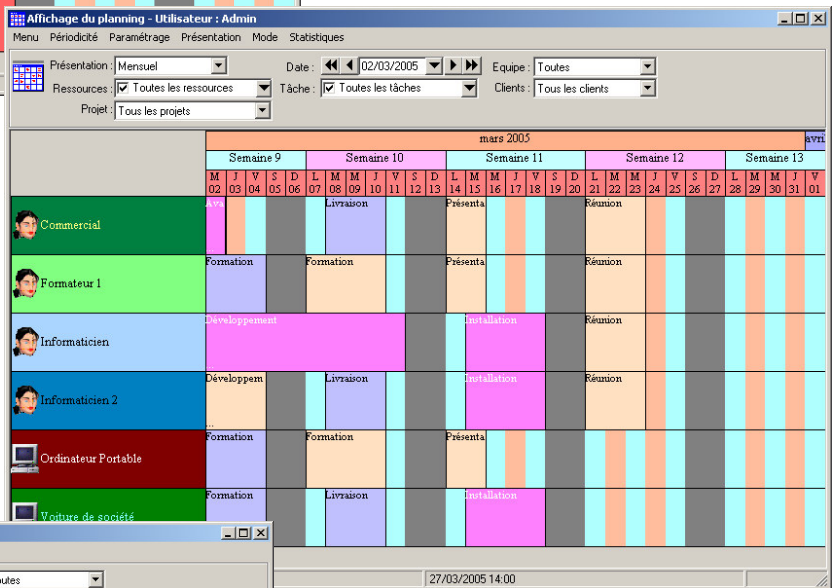 Affichage du planning - Utilisateur : Admin
Menu Périodicité Paramétrage Présentation Mode Statistiques
Présentation : Mensuel Date : 02/03/2005 Equipe : Toutes
Ressources : Toutes les ressources Tâche : Toutes les tâches Clients : Tous les clients
Projet : Tous les projets
mars 2005 avri
Semaine 9 Semaine 10 Semaine 11 Semaine 12 Semaine 13
M J V S D L M M J V S D L M M J V S D L M M J V S D L M M J V
02 03 04 05 06 07 08 09 10 11 12 13 14 15 16 17 18 19 20 21 22 23 24 25 26 27 28 29 30 31 01
Ava Livraison Présenta Réunion
Commercial
...
Formation Formation Présenta Réunion
Formateur 1
Développement Installation Réunion
Informaticien
...
Développem Livraison Installation Réunion
Informaticien 2
...
Formation Formation Présenta
Ordinateur Portable
Formation Livraison Installation
Voiture de société
utes
27/03/2005 14:00